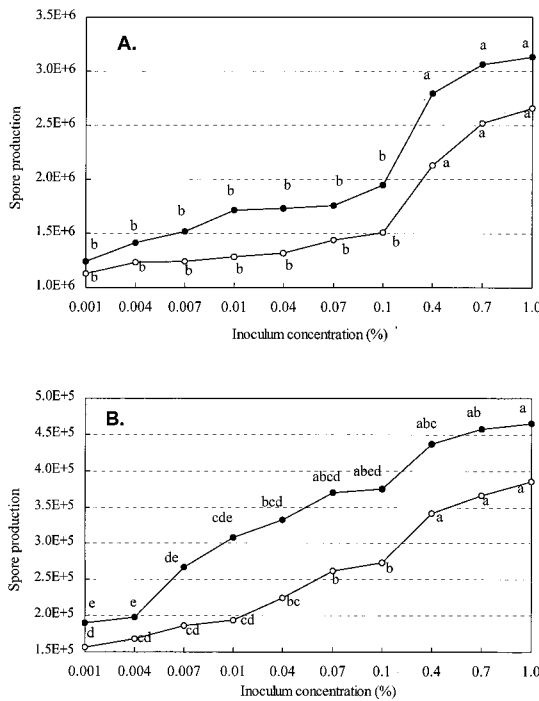 3.5E+6
A.
a
a
a
3.0E+6
a
a
2.5E+6
a
2.0E+6
b
b
b
b
b
b
b
1.5E+6
b
b
b
b
b
b
b
1.0E+6
Spore production
0.001 0.004 0.007 0.01 0.04 0.07 0.1 0.4 0.7 1.0
Inoculum concentration (%)
5.0E+5
B.
abc ab a
4.5E+5
abcd abcd
4.0E+5
bcd
a
3.5E+5
cde
a
a
3.0E+5
de
2.5E+5
b
b
bc
2.0E+5
e e
d cd cd cd
1.5E+5
Spore production
0.001 0.004 0.007 0.01 0.04 0.07 0.1 0.4 0.7 1.0
Inoculum concentration (%)